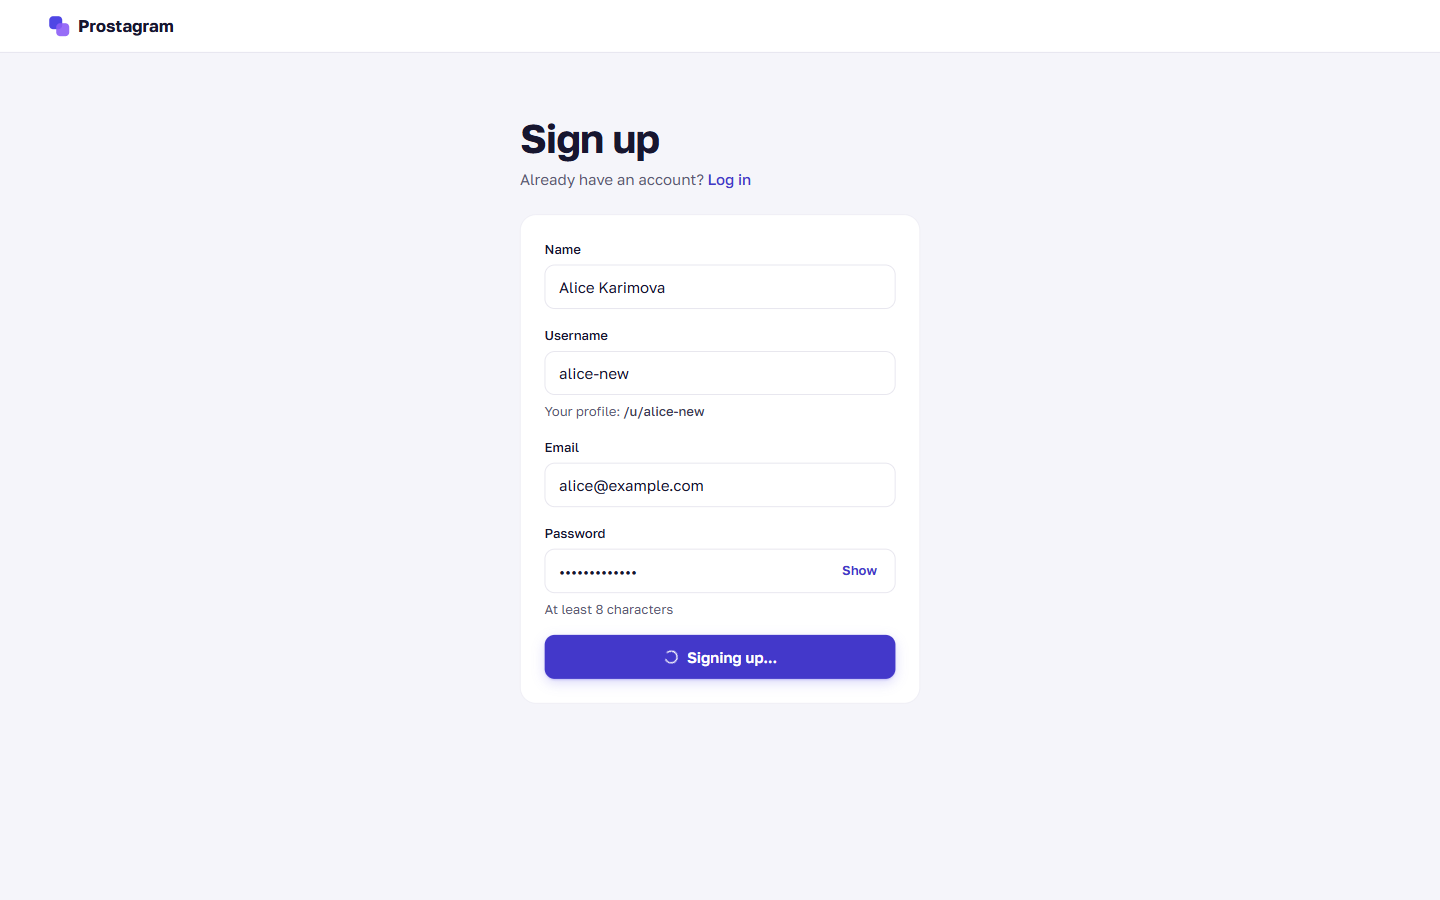 Prostagram
Sign up
Already have an account? Log in
Name
Alice Karimova
Username
alice-new
Your profile: /u/alice-new
Email
alice@example.com
Password
•••••••••••••
Show
At least 8 characters
Signing up...